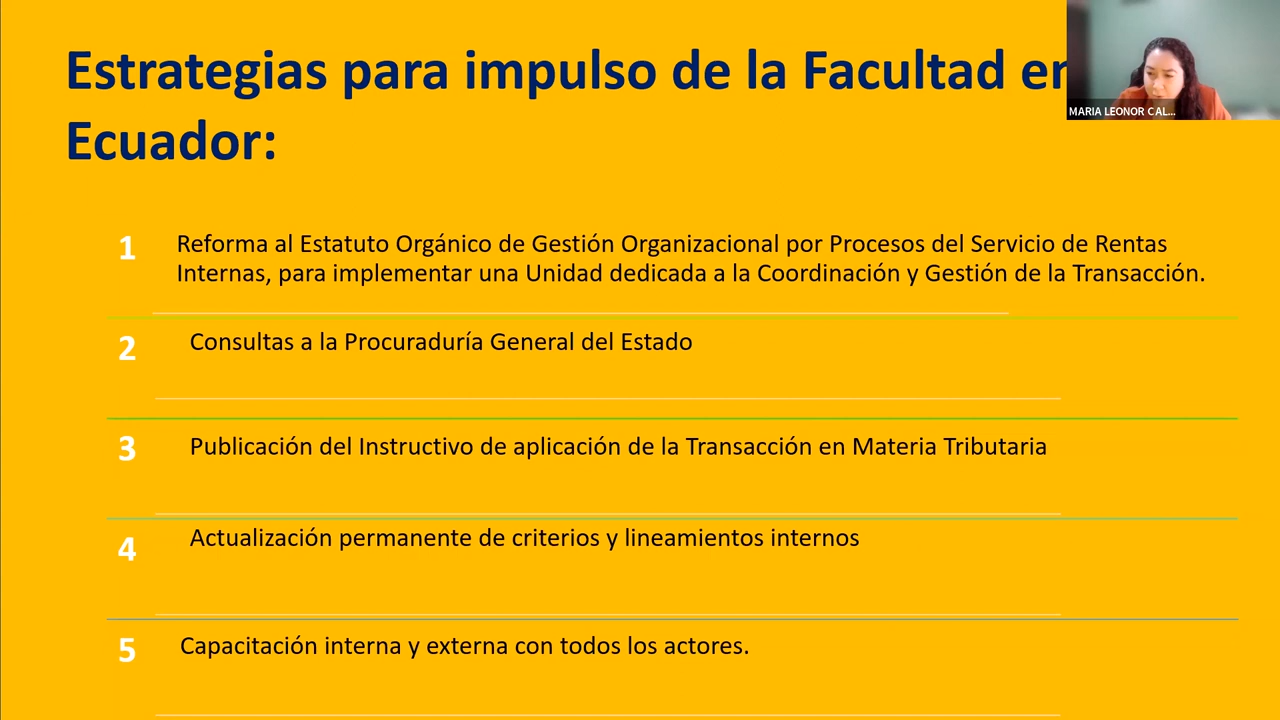 Estrategias para impulso de la Facultad en
Ecuador:
MARIA LEONOR CAL...
1 Reforma al Estatuto Orgánico de Gestión Organizacional por Procesos del Servicio de Rentas
Internas, para implementar una Unidad dedicada a la Coordinación y Gestión de la Transacción.
2 Consultas a la Procuraduría General del Estado
3 Publicación del Instructivo de aplicación de la Transacción en Materia Tributaria
4 Actualización permanente de criterios y lineamientos internos
5 Capacitación interna y externa con todos los actores.